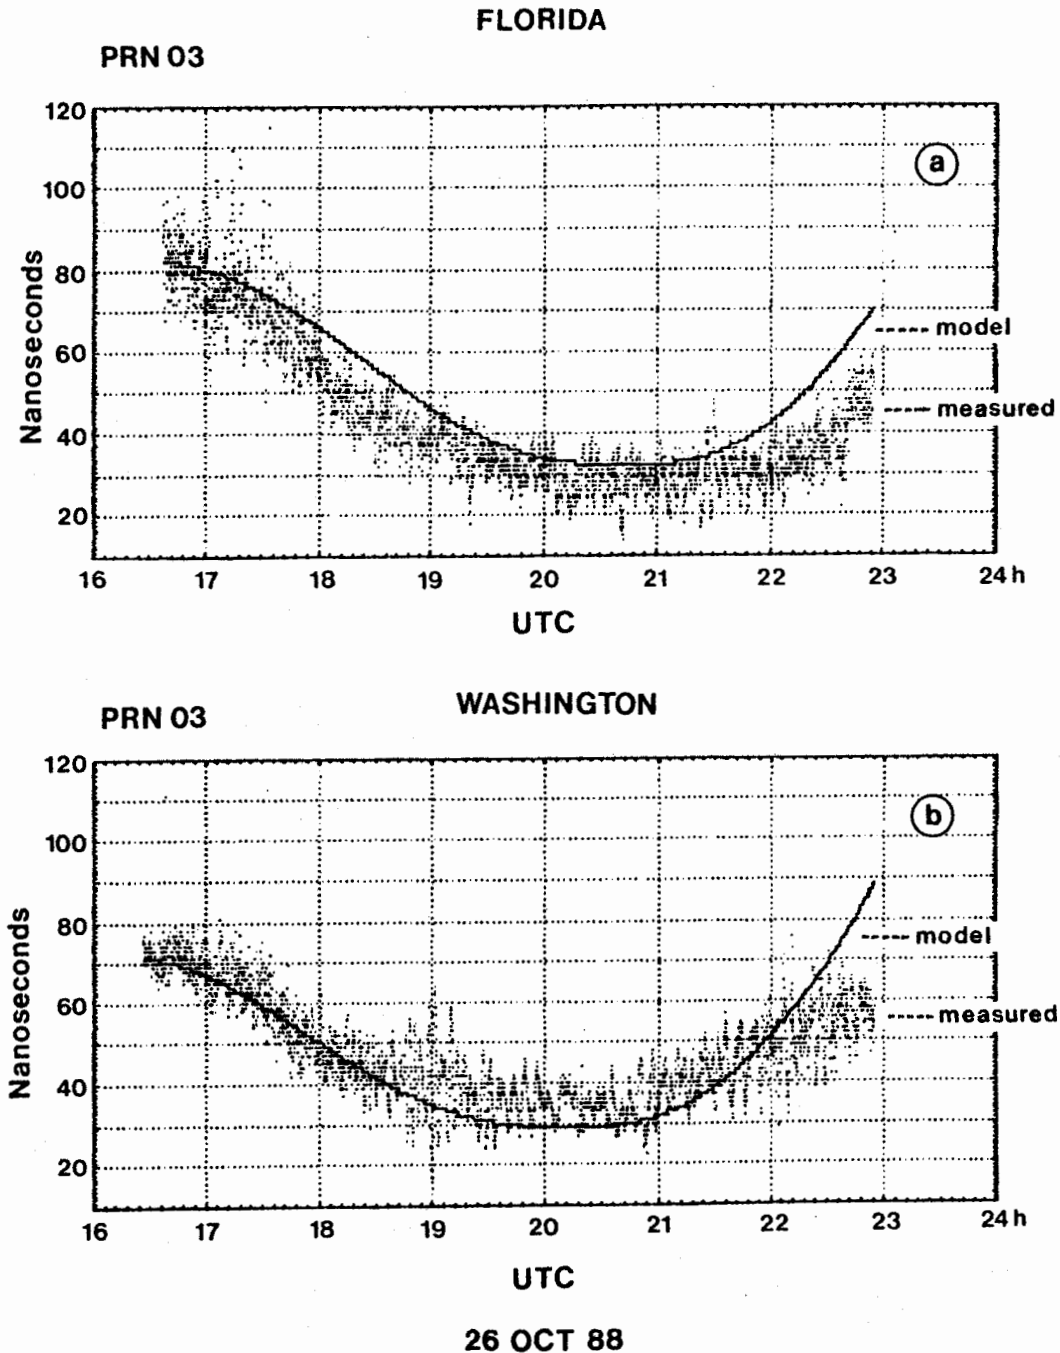 FLORIDA
PRN 03
120
100
80
60
40
20
Nanoseconds
a
model
measured
16 17 18 19 20 21 22 23 24 h
UTC
WASHINGTON
PRN 03
120
100
80
60
40
20
Nanoseconds
b
model
measured
16 17 18 19 20 21 22 23 24 h
UTC
26 OCT 88